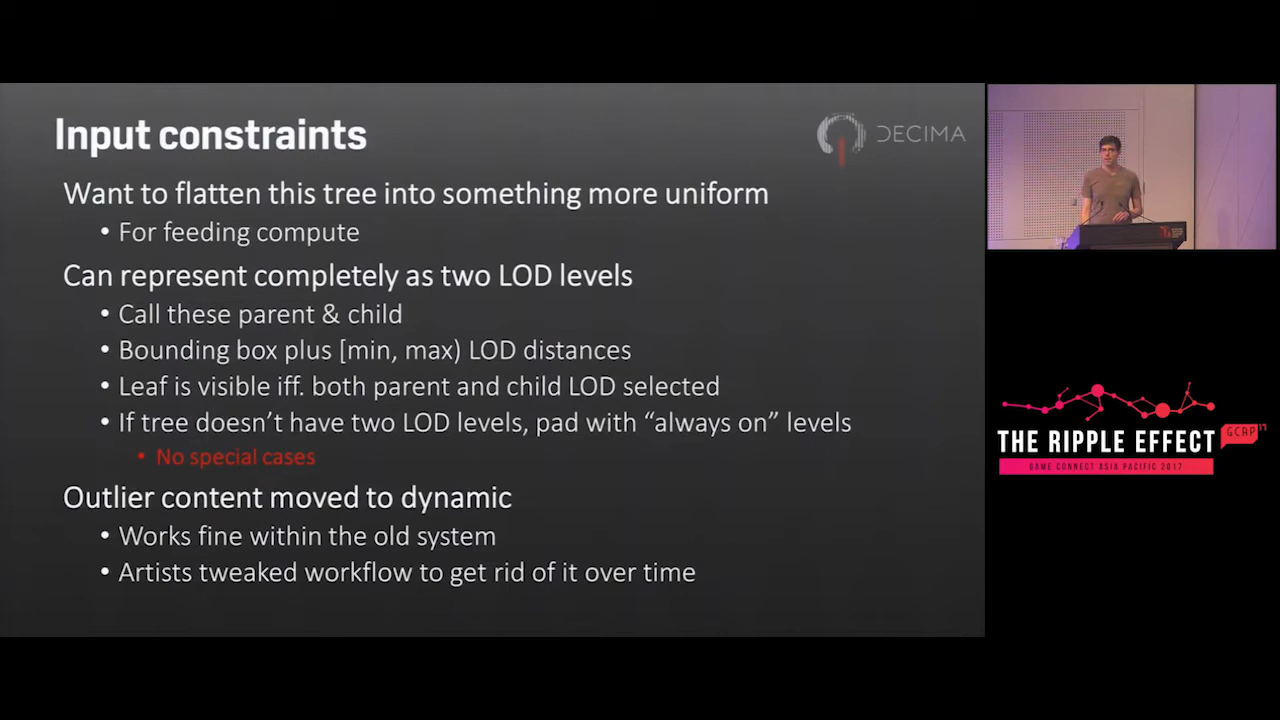 Input constraints
DECIMA
Want to flatten this tree into something more uniform
• For feeding compute
Can represent completely as two LOD levels
• Call these parent & child
• Bounding box plus [min, max) LOD distances
• Leaf is visible iff. both parent and child LOD selected
• If tree doesn't have two LOD levels, pad with “always on” levels
• No special cases
Outlier content moved to dynamic
• Works fine within the old system
• Artists tweaked workflow to get rid of it over time
THE RIPPLE EFFECT
GCAP17
GAME CONNECT ASIA PACIFIC 2017